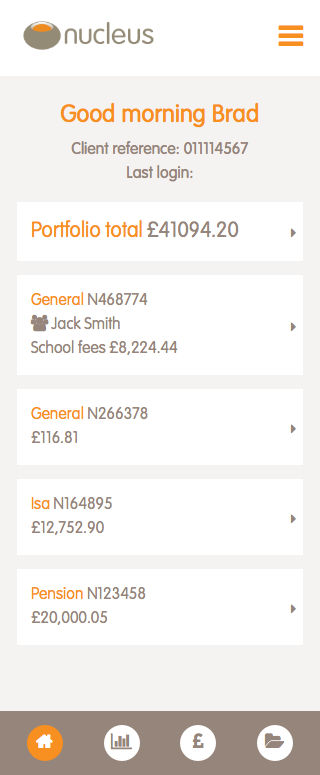 nucleus
Good morning Brad
Client reference: 011114567
Last login:
Portfolio total £41094.20
General N468774
Jack Smith
School fees £8,224.44
General N266378
£116.81
Isa N164895
£12,752.90
Pension N123458
£20,000.05
£